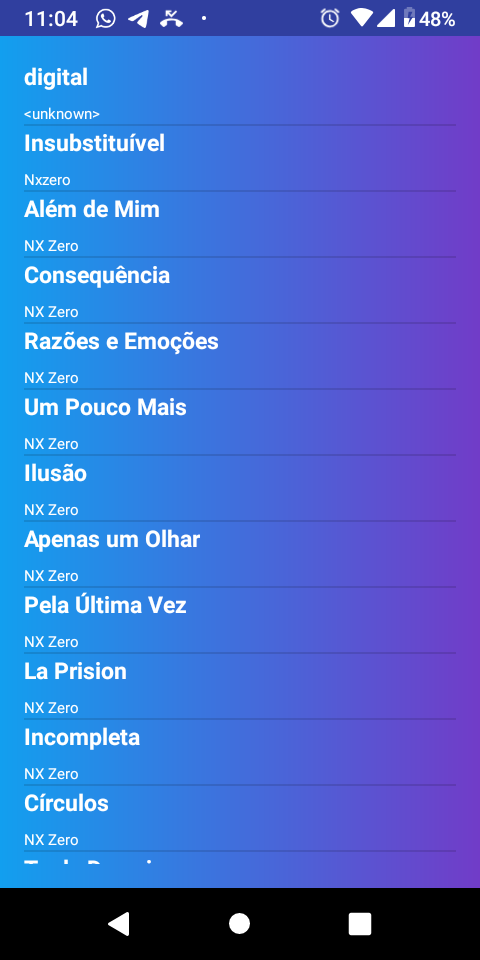 11:04
48%
digital
<unknown>
Insubstituível
Nxzero
Além de Mim
NX Zero
Consequência
NX Zero
Razões e Emoções
NX Zero
Um Pouco Mais
NX Zero
Ilusão
NX Zero
Apenas um Olhar
NX Zero
Pela Última Vez
NX Zero
La Prision
NX Zero
Incompleta
NX Zero
Círculos
NX Zero